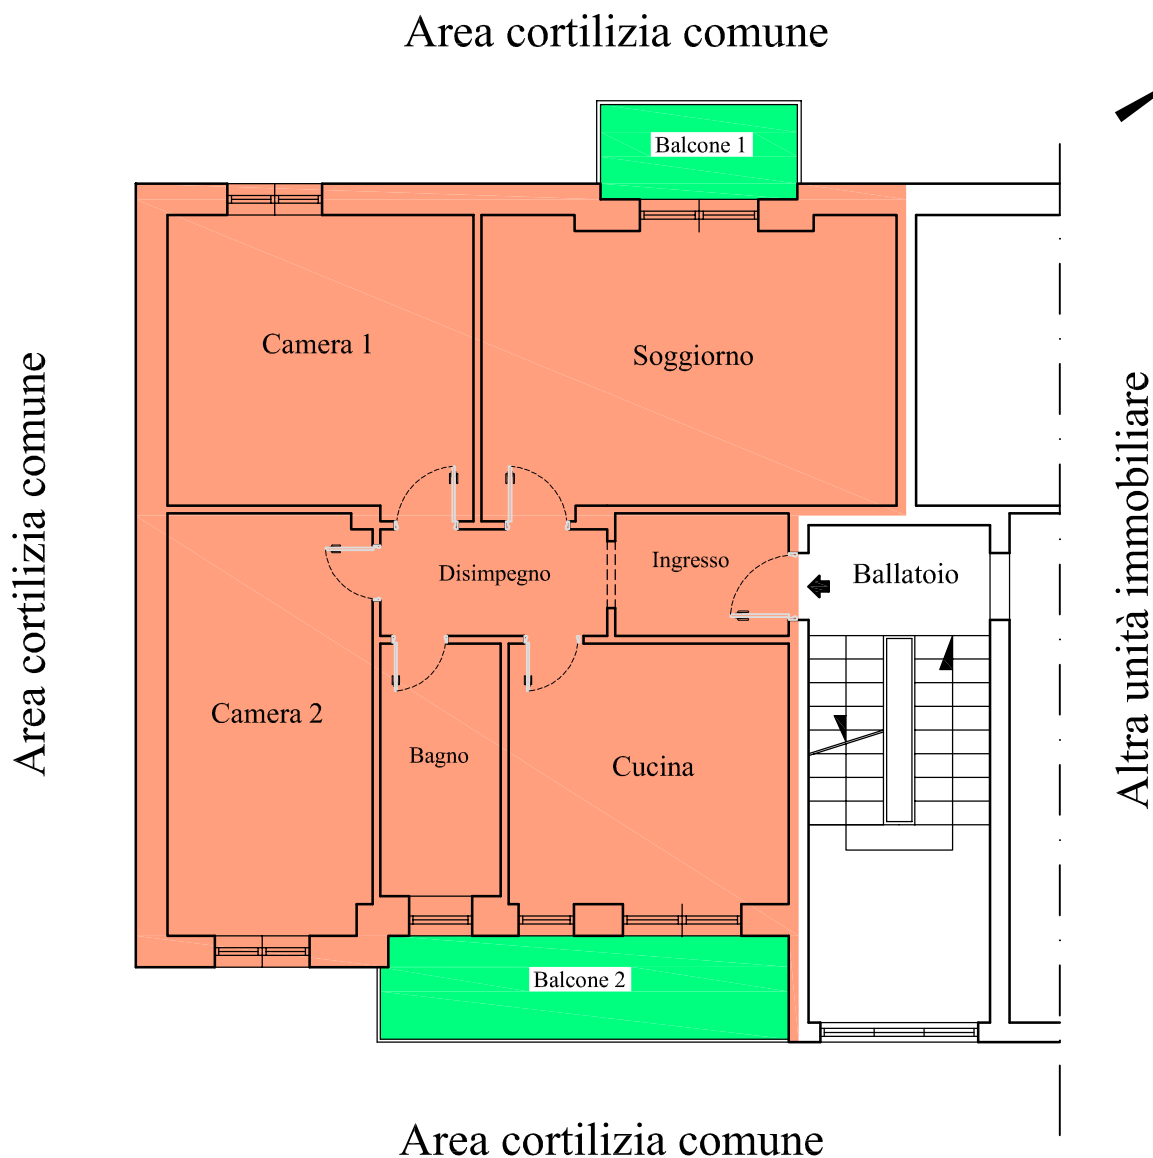 Area cortilizia comune
Balcone 1
Camera 1
Soggiorno
Area cortilizia comune
Altra unità immobiliare
Disimpegno
Ingresso
Ballatoio
Camera 2
Bagno
Cucina
Balcone 2
Area cortilizia comune